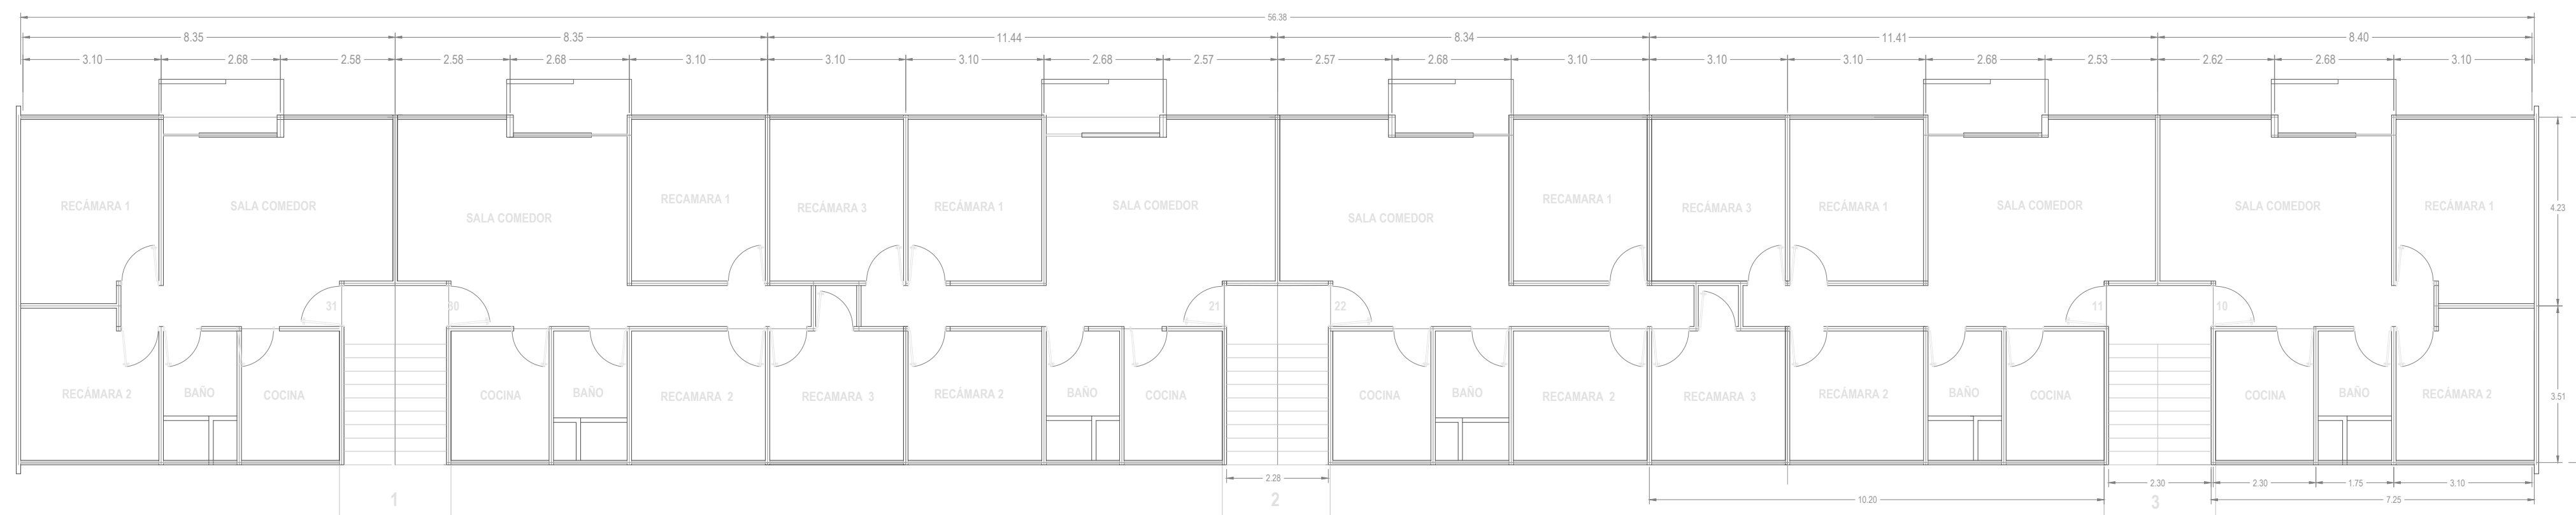 56.38
8.35 8.35 11.44 8.34 11.41 8.40
3.10 2.68 2.58 2.58 2.68 3.10 3.10 3.10 2.68 2.57 2.57 2.68 3.10 3.10 3.10 2.68 2.53 2.62 2.68 3.10
RECÁMARA 1 SALA COMEDOR SALA COMEDOR RECAMARA 1 RECÁMARA 3 RECÁMARA 1 SALA COMEDOR SALA COMEDOR RECAMARA 1 RECÁMARA 3 RECÁMARA 1 SALA COMEDOR SALA COMEDOR RECÁMARA 1 4.23
31 30 21 22 11 10
RECÁMARA 2 BAÑO COCINA COCINA BAÑO RECAMARA 2 RECAMARA 3 RECÁMARA 2 BAÑO COCINA COCINA BAÑO RECAMARA 2 RECAMARA 3 RECÁMARA 2 BAÑO COCINA COCINA BAÑO RECÁMARA 2 3.51
2.28 2.30 2.30 1.75 3.10
1 2 10.20 3 7.25